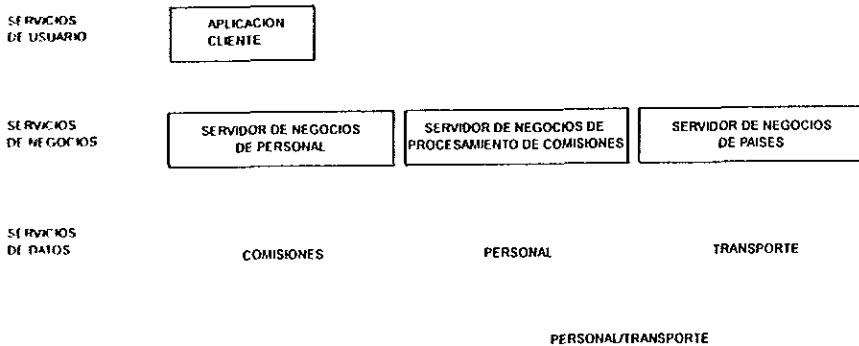 SERVICIOS
DE USUARIO
APLICACION
CLIENTE
SERVICIOS
DE NEGOCIOS
SERVIDOR DE NEGOCIOS
DE PERSONAL
SERVIDOR DE NEGOCIOS DE
PROCESAMIENTO DE COMISIONES
SERVIDOR DE NEGOCIOS
DE PAISES
SERVICIOS
DE DATOS
COMISIONES
PERSONAL
TRANSPORTE
PERSONAL/TRANSPORTE